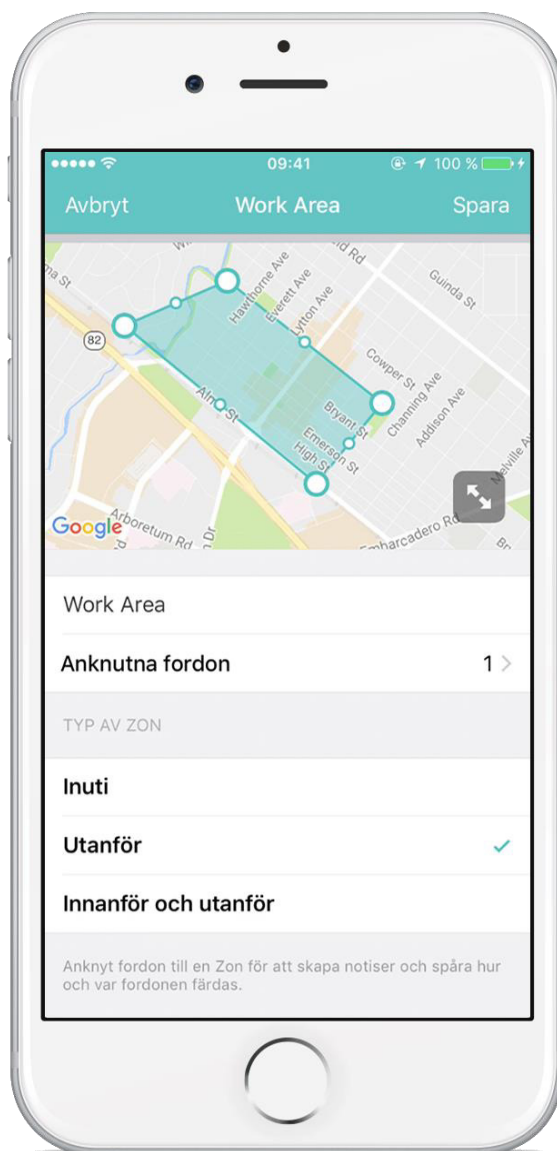 09:41
100 %
Avbryt
Work Area
Spara
Hawthorne Ave
Everett Ave
Lytton Ave
Guinda St
82
Cowper St
Channing Ave
Addison Ave
Alma St
Bryant St
Emerson St
High St
Melville Av
Google
Arboretum Rd
Dr
Embarcadero Rd
Work Area
Anknutna fordon
1
TYP AV ZON
Inuti
Utanför
Innanför och utanför
Anknyt fordon till en Zon för att skapa notiser och spåra hur
och var fordonen färdas.